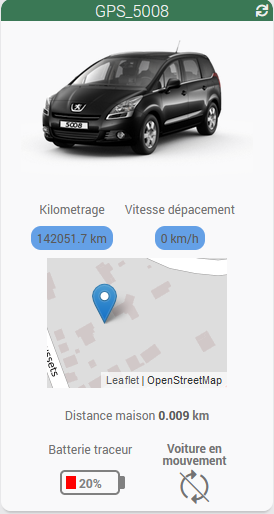 GPS_5008
5008
Kilometrage Vitesse dépacement
142051.7 km 0 km/h
ussets
Leaflet | OpenStreetMap
Distance maison 0.009 km
Batterie traceur Voiture en
mouvement
20%